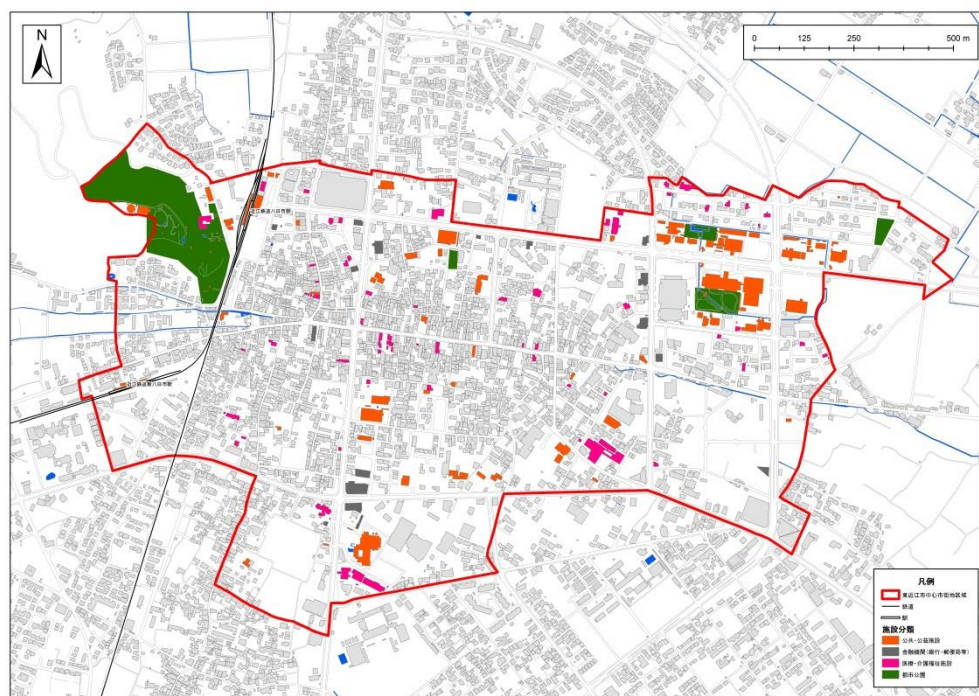 N
0 125 250 500 m
近江鉄道八日市駅
近江鉄道新八日市駅
凡例
東近江市中心市街地区域
鉄道
駅
施設分類
公共・公益施設
金融機関(銀行・郵便局等)
医療・介護福祉施設
都市公園